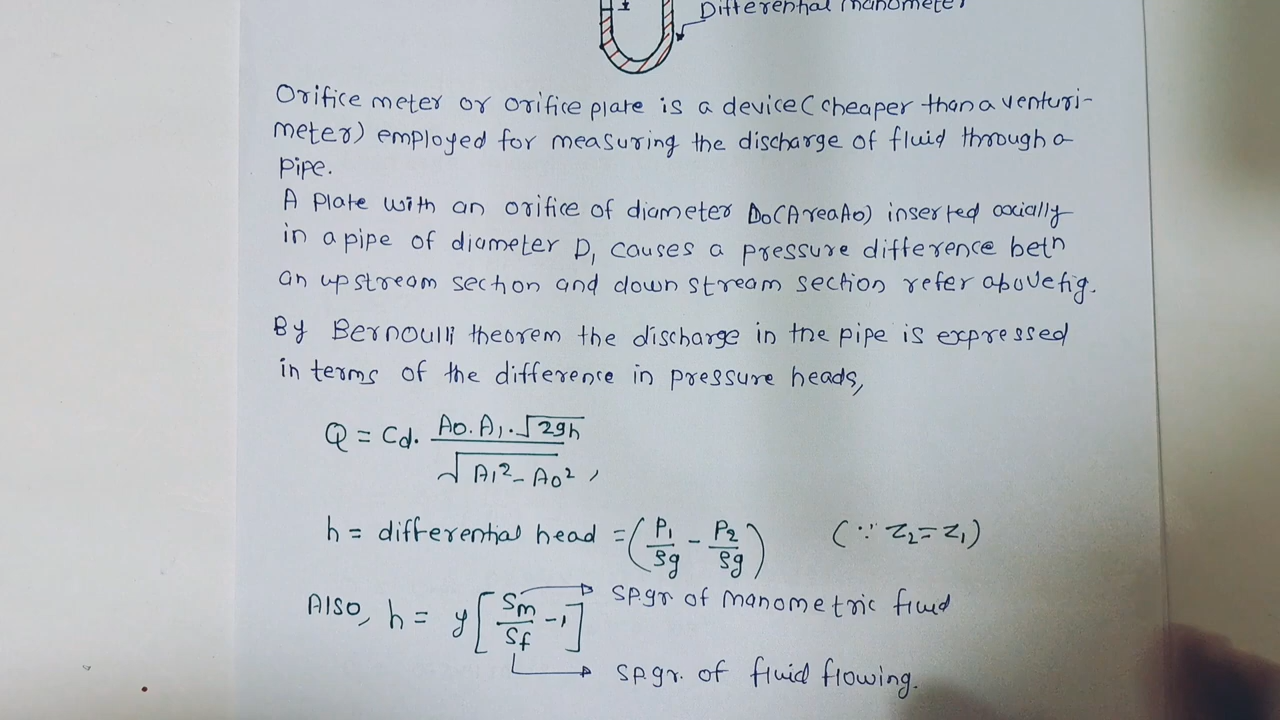 Differential manometer
Orifice meter or orifice plate is a device (cheaper than a venturi-
meter) employed for measuring the discharge of fluid through a
pipe.
A plate with an orifice of diameter Do (Area Ao) inserted axially
in a pipe of diameter D, causes a pressure difference betn
an upstream section and down stream section refer above fig.
By Bernoulli theorem the discharge in the pipe is expressed
in terms of the difference in pressure heads,
Q = Cd. Ao.A₁.√2gh / √A₁² - Ao² ,
h = differential head = (P₁/ρg - P₂/ρg) (∵ Z₂ = Z₁)
Also, h = y [Sm/Sf - 1] sp.gr of manometric fluid
sp.gr. of fluid flowing.